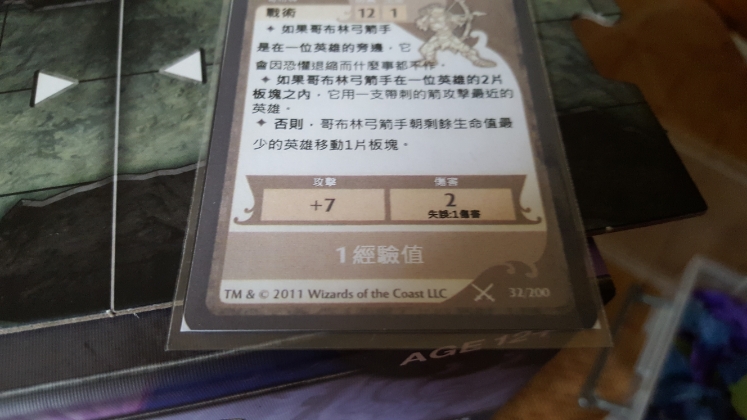 戰術 12 1
✦ 如果哥布林弓箭手
是在一位英雄的旁邊，它
會因恐懼退縮而什麼事都不作。
✦ 如果哥布林弓箭手在一位英雄的2片
板塊之內，它用一支帶刺的箭攻擊最近的
英雄。
✦ 否則，哥布林弓箭手朝剩餘生命值最
少的英雄移動1片板塊。
攻擊 傷害
+7 2
失誤:1傷害
1 經驗值
TM & © 2011 Wizards of the Coast LLC 32/200
AGE 12+